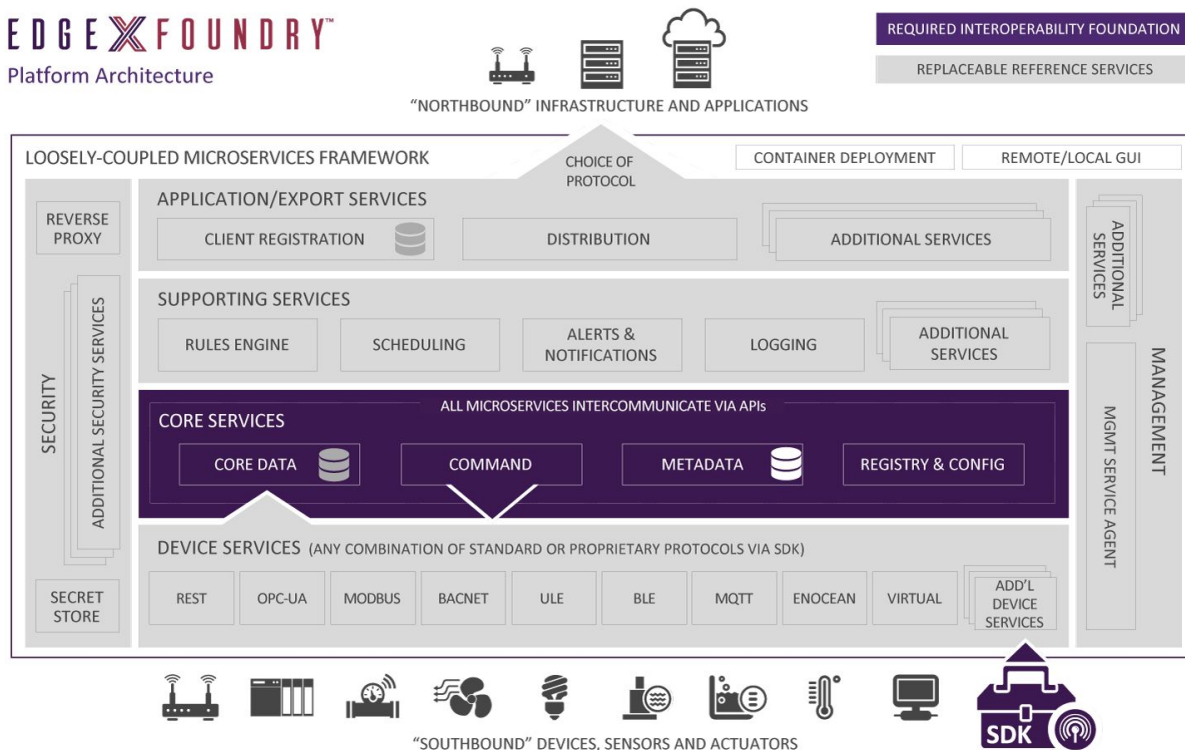 EDGE X FOUNDRY™
Platform Architecture
REQUIRED INTEROPERABILITY FOUNDATION
REPLACEABLE REFERENCE SERVICES
“NORTHBOUND” INFRASTRUCTURE AND APPLICATIONS
LOOSELY-COUPLED MICROSERVICES FRAMEWORK
CHOICE OF
PROTOCOL
CONTAINER DEPLOYMENT
REMOTE/LOCAL GUI
REVERSE
PROXY
SECURITY
ADDITIONAL SECURITY SERVICES
SECRET
STORE
APPLICATION/EXPORT SERVICES
CLIENT REGISTRATION
DISTRIBUTION
ADDITIONAL SERVICES
SUPPORTING SERVICES
RULES ENGINE
SCHEDULING
ALERTS &
NOTIFICATIONS
LOGGING
ADDITIONAL
SERVICES
ALL MICROSERVICES INTERCOMMUNICATE VIA APIs
CORE SERVICES
CORE DATA
COMMAND
METADATA
REGISTRY & CONFIG
DEVICE SERVICES (ANY COMBINATION OF STANDARD OR PROPRIETARY PROTOCOLS VIA SDK)
REST
OPC-UA
MODBUS
BACNET
ULE
BLE
MQTT
ENOCEAN
VIRTUAL
ADD’L
DEVICE
SERVICES
ADDITIONAL
SERVICES
MANAGEMENT
MGMT SERVICE AGENT
SDK
“SOUTHBOUND” DEVICES, SENSORS AND ACTUATORS